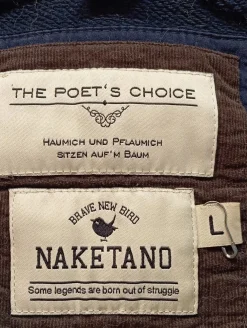 THE POET'S CHOICE
HAUMICH UND PFLAUMICH
SITZEN AUF'M BAUM
BRAVE NEW BIRD
NAKETANO
Some legends are born out of struggle
L